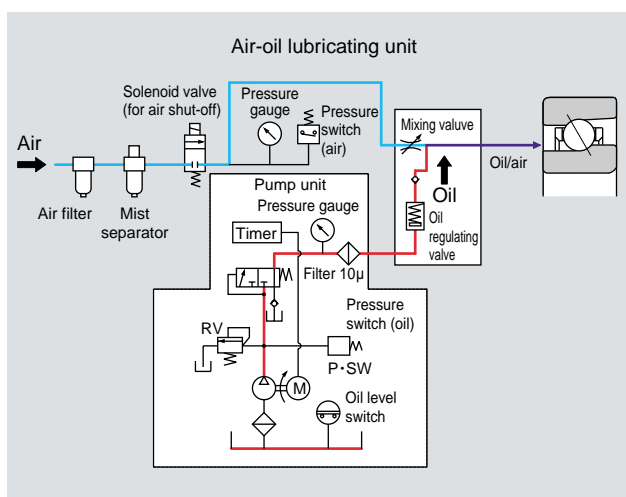 Air-oil lubricating unit
Solenoid valve
(for air shut-off)
Pressure
gauge
Pressure
switch
(air)
Mixing valuve
Air
Oil/air
Air filter
Mist
separator
Oil
Oil
regulating
valve
Pump unit
Pressure gauge
Timer
Filter 10μ
Pressure
switch (oil)
RV
P・SW
M
Oil level
switch